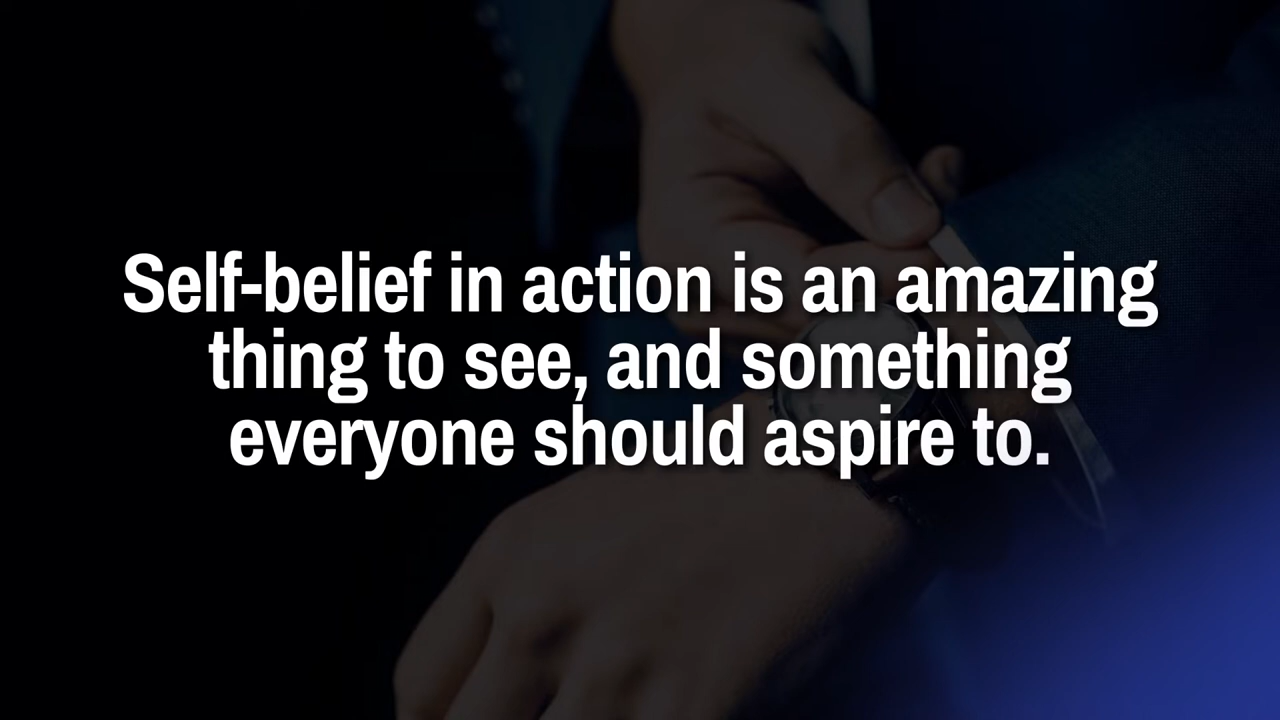 Self-belief in action is an amazing
thing to see, and something
everyone should aspire to.